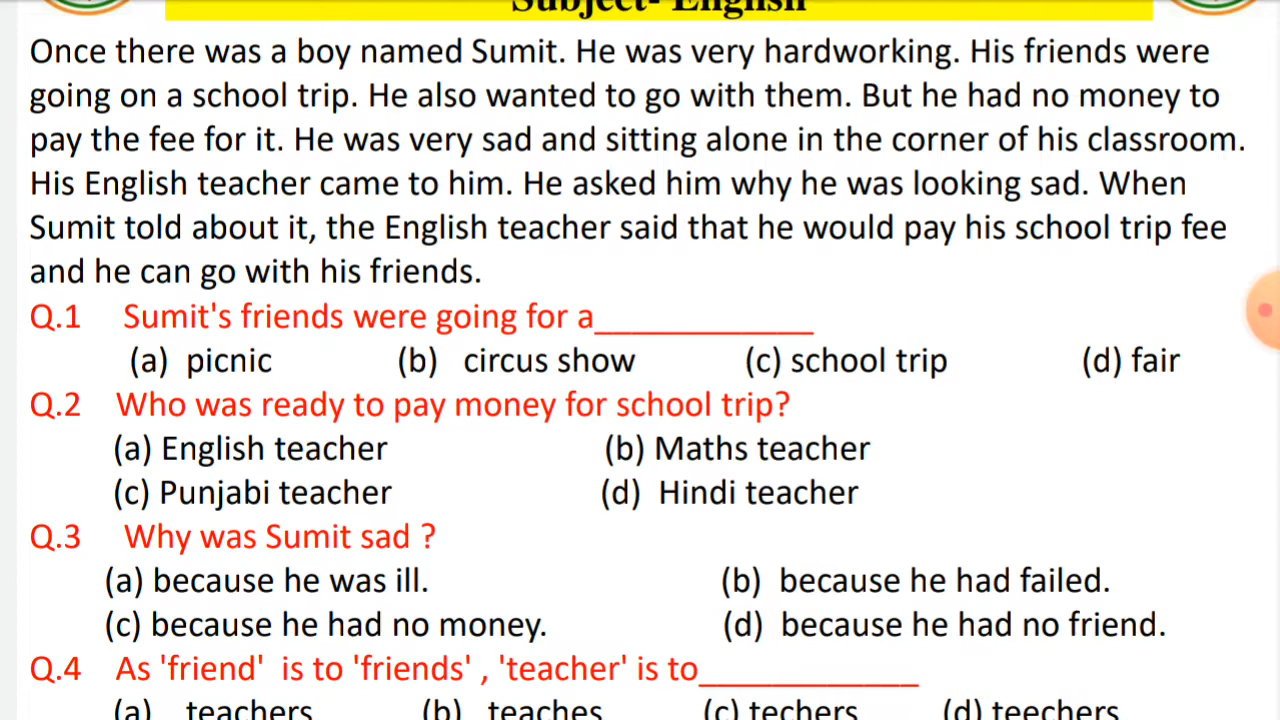 Subject- English
Once there was a boy named Sumit. He was very hardworking. His friends were
going on a school trip. He also wanted to go with them. But he had no money to
pay the fee for it. He was very sad and sitting alone in the corner of his classroom.
His English teacher came to him. He asked him why he was looking sad. When
Sumit told about it, the English teacher said that he would pay his school trip fee
and he can go with his friends.
Q.1 Sumit's friends were going for a____________
(a) picnic (b) circus show (c) school trip (d) fair
Q.2 Who was ready to pay money for school trip?
(a) English teacher (b) Maths teacher
(c) Punjabi teacher (d) Hindi teacher
Q.3 Why was Sumit sad ?
(a) because he was ill. (b) because he had failed.
(c) because he had no money. (d) because he had no friend.
Q.4 As 'friend' is to 'friends' , 'teacher' is to____________
(a) teachers (b) teaches (c) techers (d) teechers